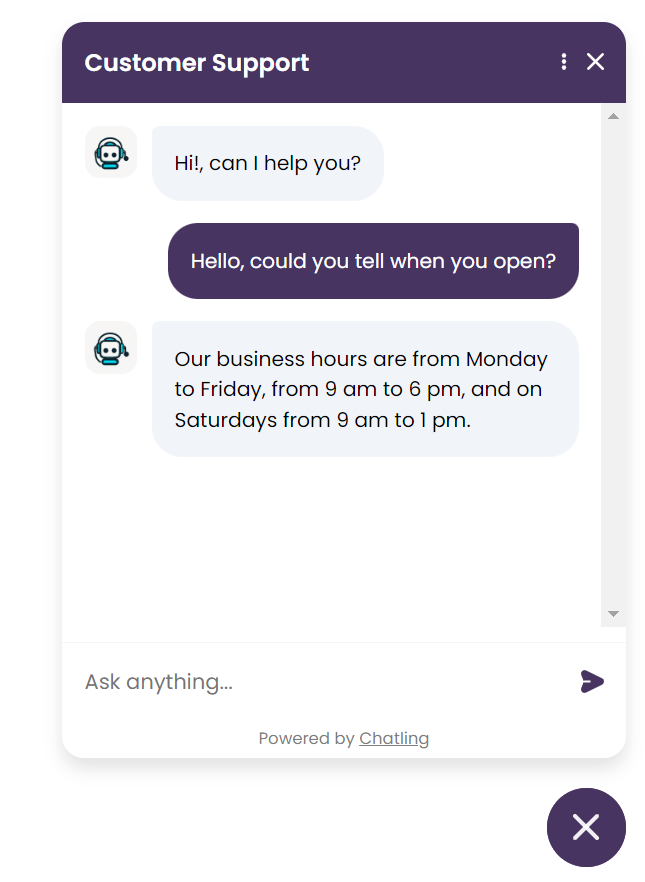 Customer Support
Hi!, can I help you?
Hello, could you tell when you open?
Our business hours are from Monday
to Friday, from 9 am to 6 pm, and on
Saturdays from 9 am to 1 pm.
Ask anything...
Powered by Chatling